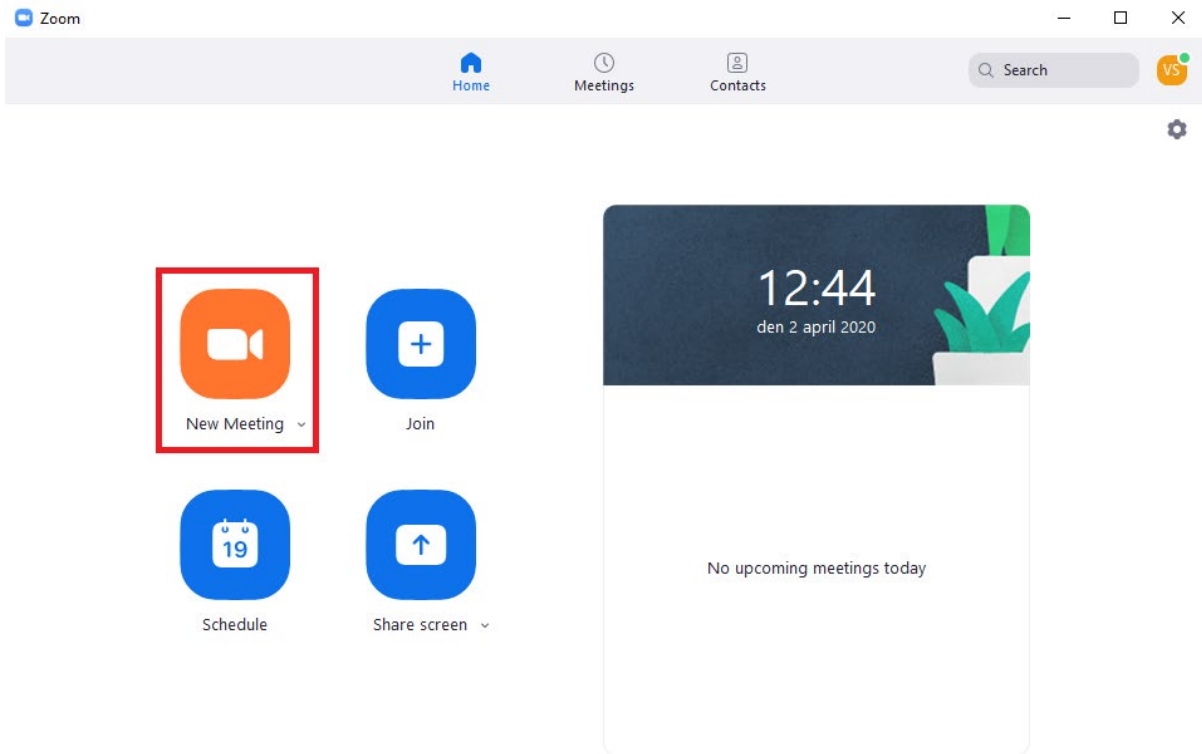 Zoom
Home
Meetings
Contacts
Search
VS
12:44
den 2 april 2020
New Meeting
Join
19
Schedule
Share screen
No upcoming meetings today